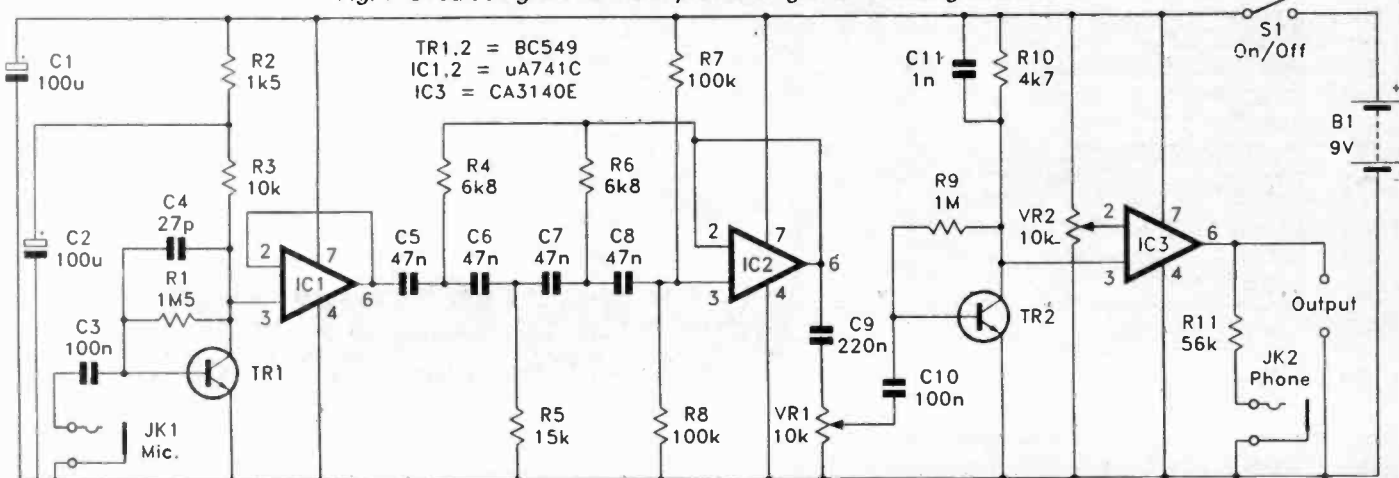 TR1,2 = BC549
IC1,2 = uA741C
IC3 = CA3140E
C1
100u
R2
1k5
R7
100k
C11
1n
R10
4k7
S1
On/Off
+
B1
9V
R3
10k
C4
27p
R4
6k8
R6
6k8
R9
1M
VR2
10k
2
7
IC3
6
3
4
C2
100u
R1
1M5
2
7
IC1
6
3
4
C5
47n
C6
47n
C7
47n
C8
47n
2
7
IC2
6
3
4
Output
C3
100n
TR1
C9
220n
TR2
R11
56k
JK2
Phone
C10
100n
JK1
Mic.
R5
15k
R8
100k
VR1
10k